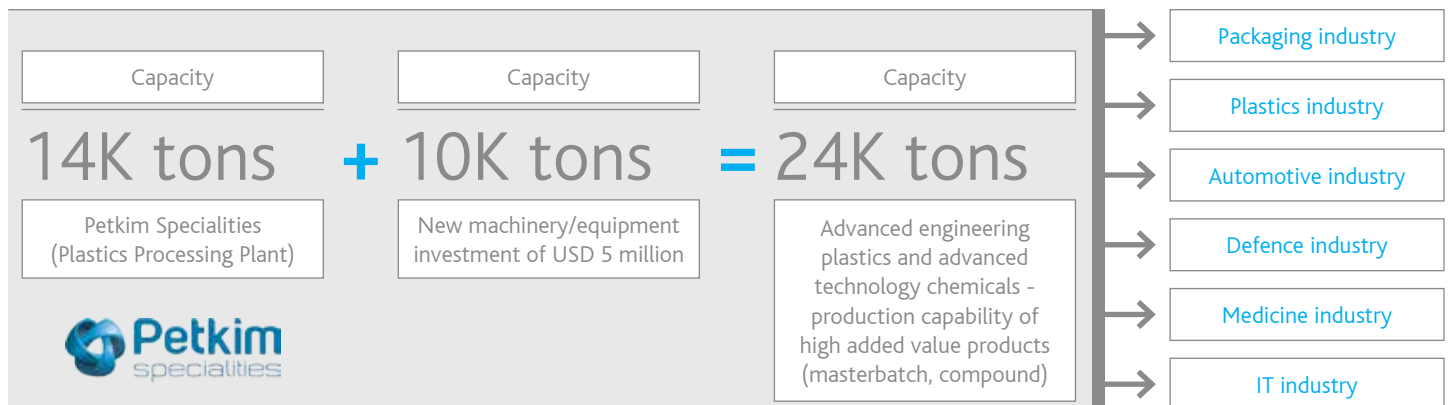 Capacity
14K tons
Petkim Specialities
(Plastics Processing Plant)
Petkim
specialities
+
Capacity
10K tons
New machinery/equipment
investment of USD 5 million
=
Capacity
24K tons
Advanced engineering
plastics and advanced
technology chemicals -
production capability of
high added value products
(masterbatch, compound)
Packaging industry
Plastics industry
Automotive industry
Defence industry
Medicine industry
IT industry